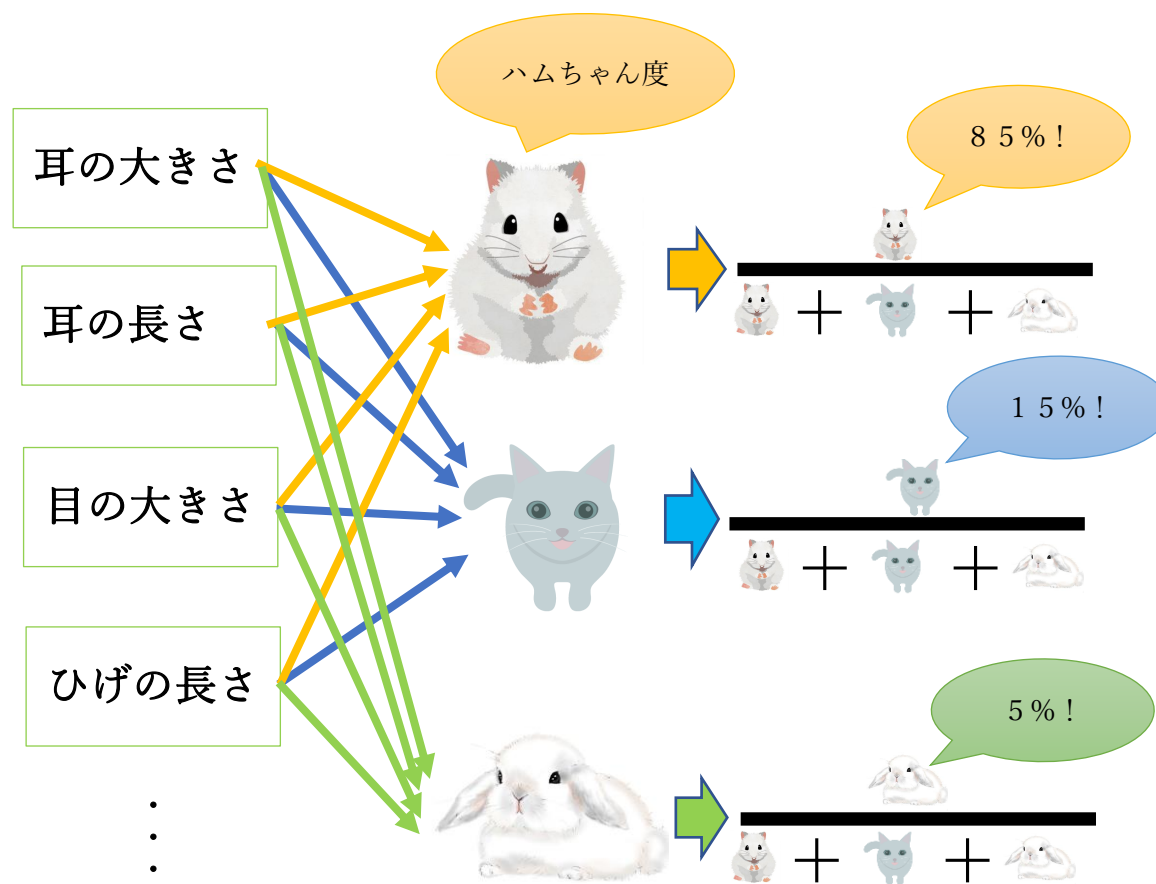 ハムちゃん度
耳の大きさ
耳の長さ
目の大きさ
ひげの長さ
・
・
・
８５%！
＋ ＋
１５%！
＋ ＋
５%！
＋ ＋